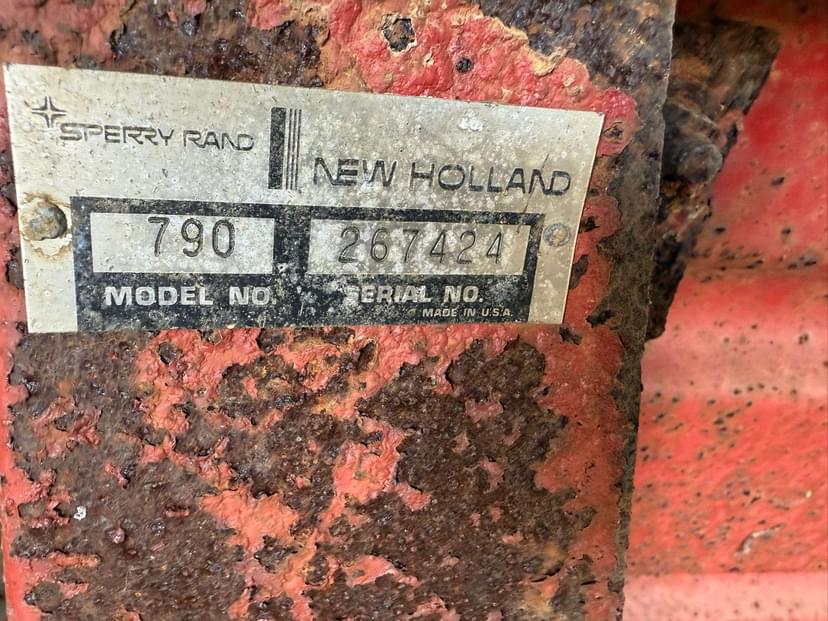 SPERRY RAND
NEW HOLLAND
790 267424
MODEL NO. SERIAL NO.
MADE IN U.S.A.